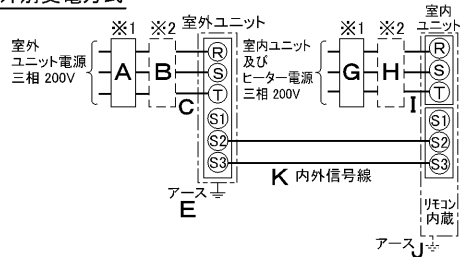 外別受電方式
※1 ※2 室外ユニット
室外
ユニット電源
三相 200V
A
B
C
R
S
T
S1
S2
S3
アース
E
※1 ※2
室内ユニット
及び
ヒーター電源
三相 200V
G
H
I
室内
ユニット
R
S
T
S1
S2
S3
K 内外信号線
リモコン
内蔵
アース J